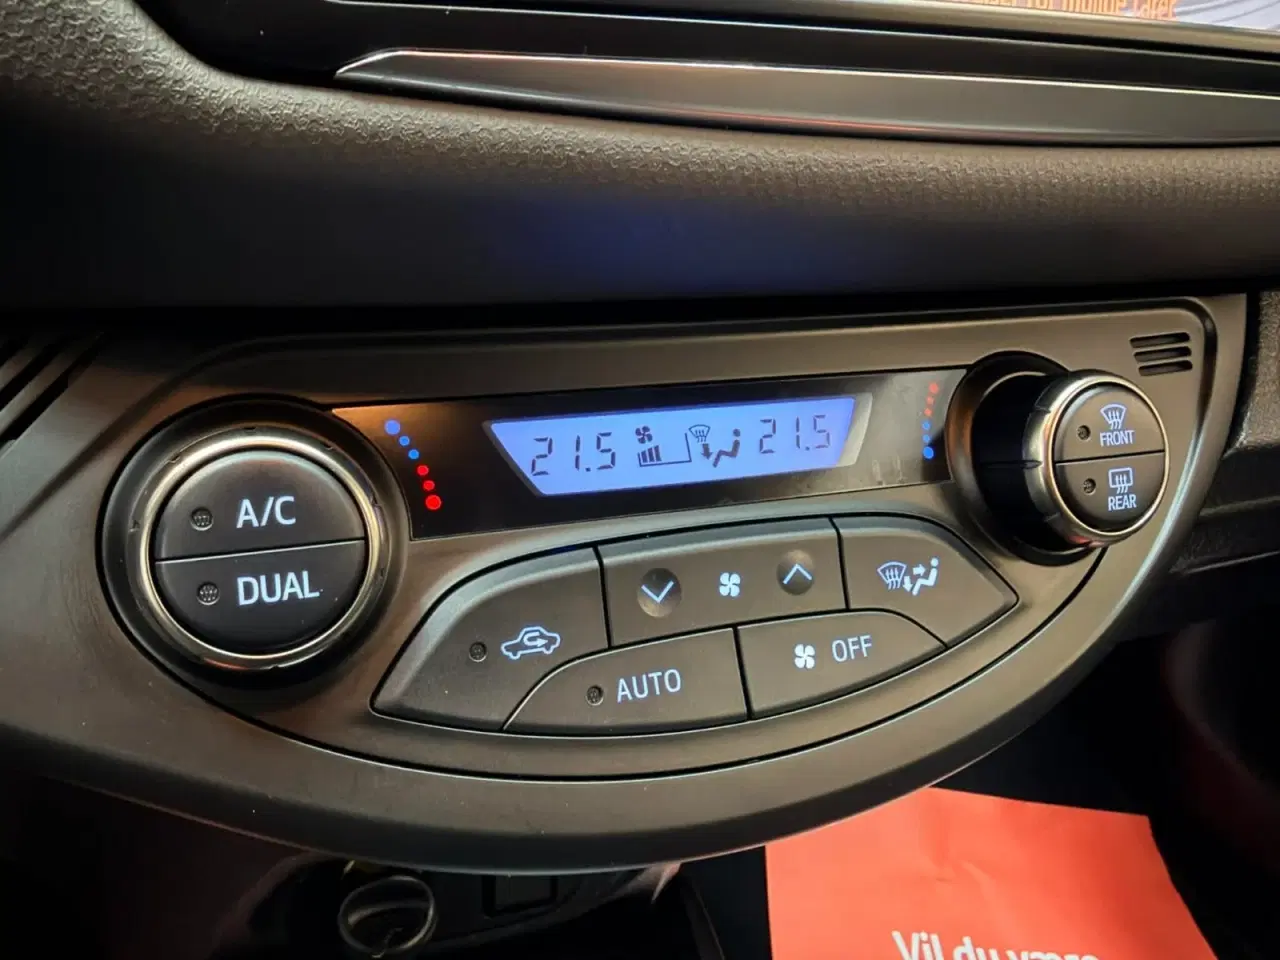 21.5 21.5
FRONT
REAR
A/C
DUAL
AUTO
OFF
Vil du være